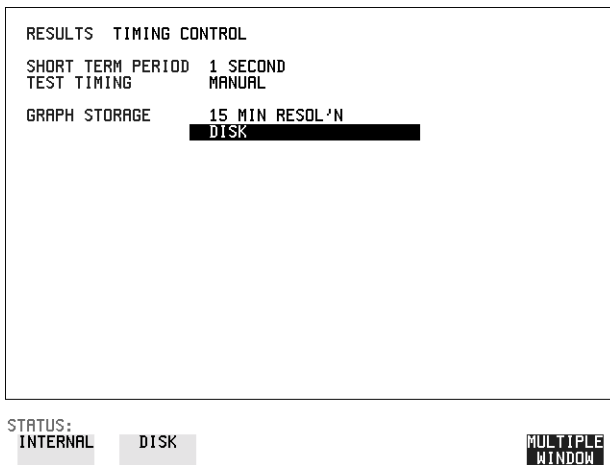 RESULTS TIMING CONTROL
SHORT TERM PERIOD 1 SECOND
TEST TIMING MANUAL
GRAPH STORAGE 15 MIN RESOL'N
DISK
STATUS:
INTERNAL DISK MULTIPLE
WINDOW